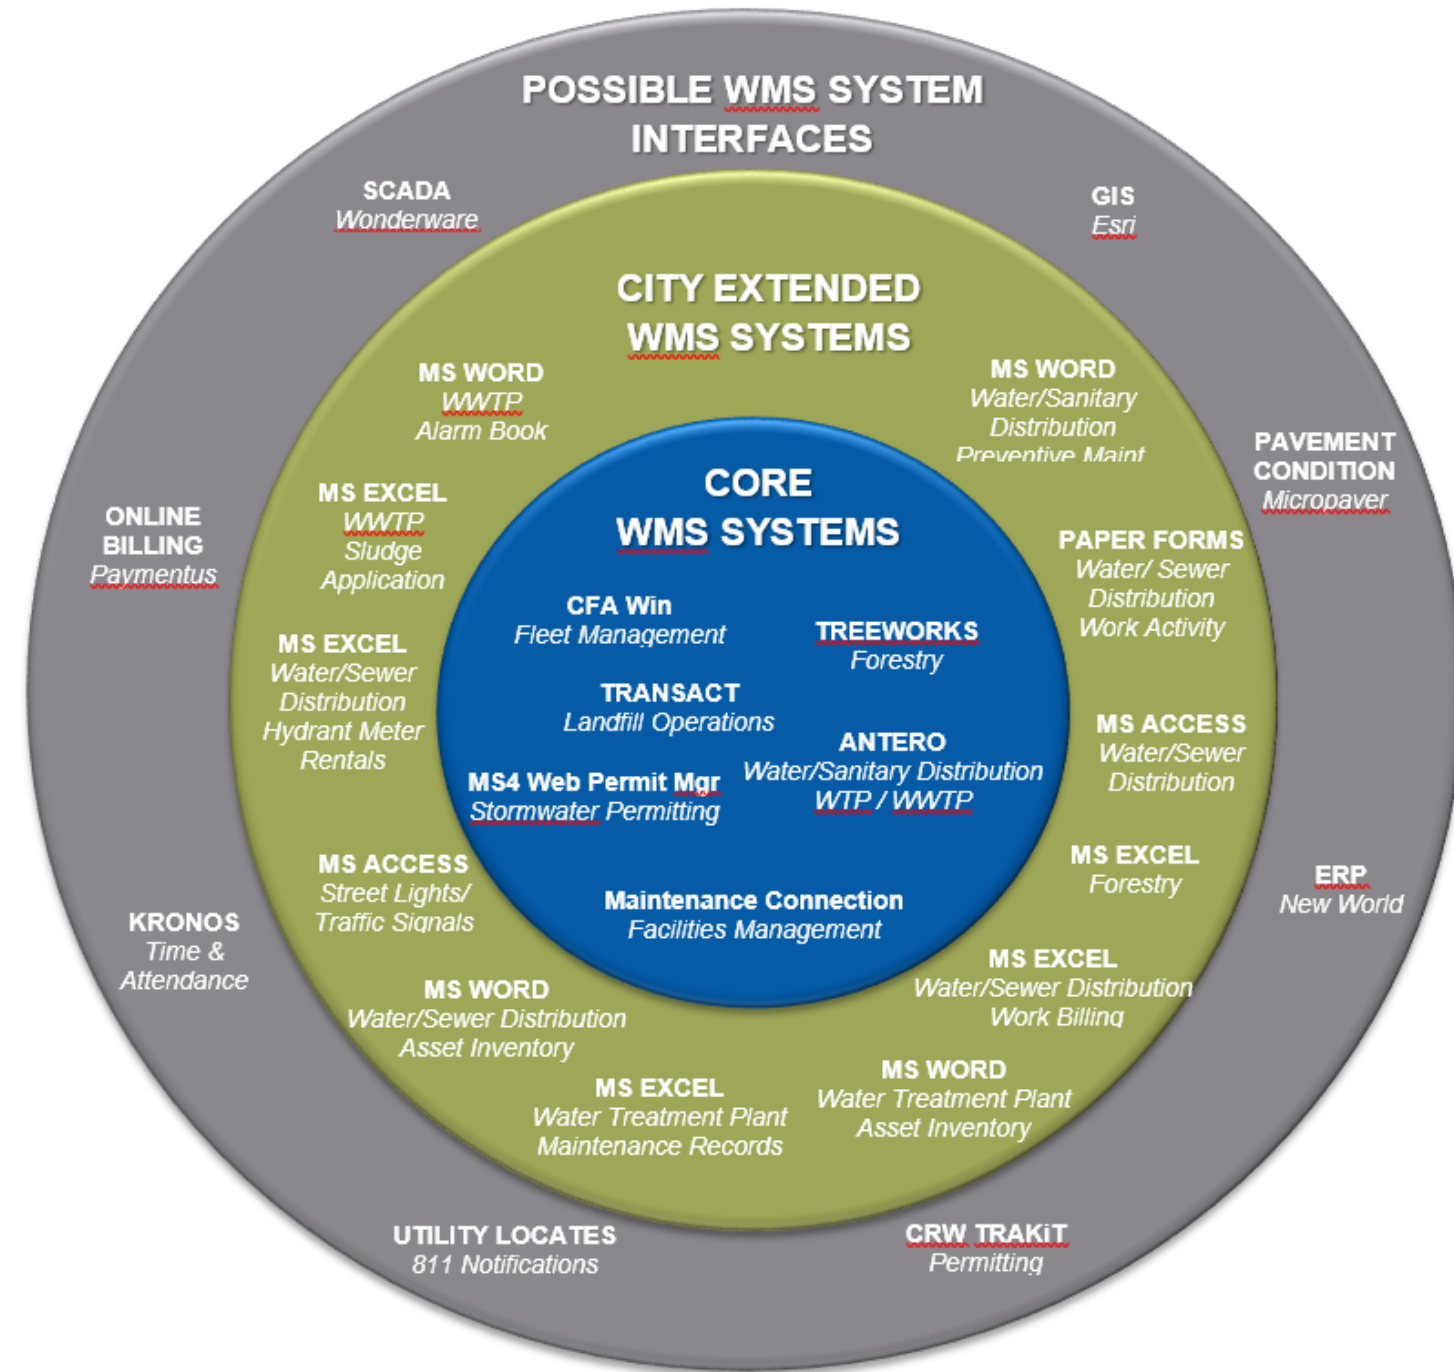 POSSIBLE WMS SYSTEM
INTERFACES
SCADA
Wonderware
GIS
Esri
PAVEMENT
CONDITION
Micropaver
ONLINE
BILLING
Paymentus
ERP
New World
KRONOS
Time &
Attendance
UTILITY LOCATES
811 Notifications
CRW TRAKiT
Permitting
CITY EXTENDED
WMS SYSTEMS
MS WORD
WWTP
Alarm Book
MS WORD
Water/Sanitary
Distribution
Preventive Maint
MS EXCEL
WWTP
Sludge
Application
PAPER FORMS
Water/ Sewer
Distribution
Work Activity
MS EXCEL
Water/Sewer
Distribution
Hydrant Meter
Rentals
MS ACCESS
Water/Sewer
Distribution
MS ACCESS
Street Lights/
Traffic Signals
MS EXCEL
Forestry
MS WORD
Water/Sewer Distribution
Asset Inventory
MS EXCEL
Water/Sewer Distribution
Work Billing
MS EXCEL
Water Treatment Plant
Maintenance Records
MS WORD
Water Treatment Plant
Asset Inventory
CORE
WMS SYSTEMS
CFA Win
Fleet Management
TREEWORKS
Forestry
TRANSACT
Landfill Operations
ANTERO
Water/Sanitary Distribution
WTP / WWTP
MS4 Web Permit Mgr
Stormwater Permitting
Maintenance Connection
Facilities Management